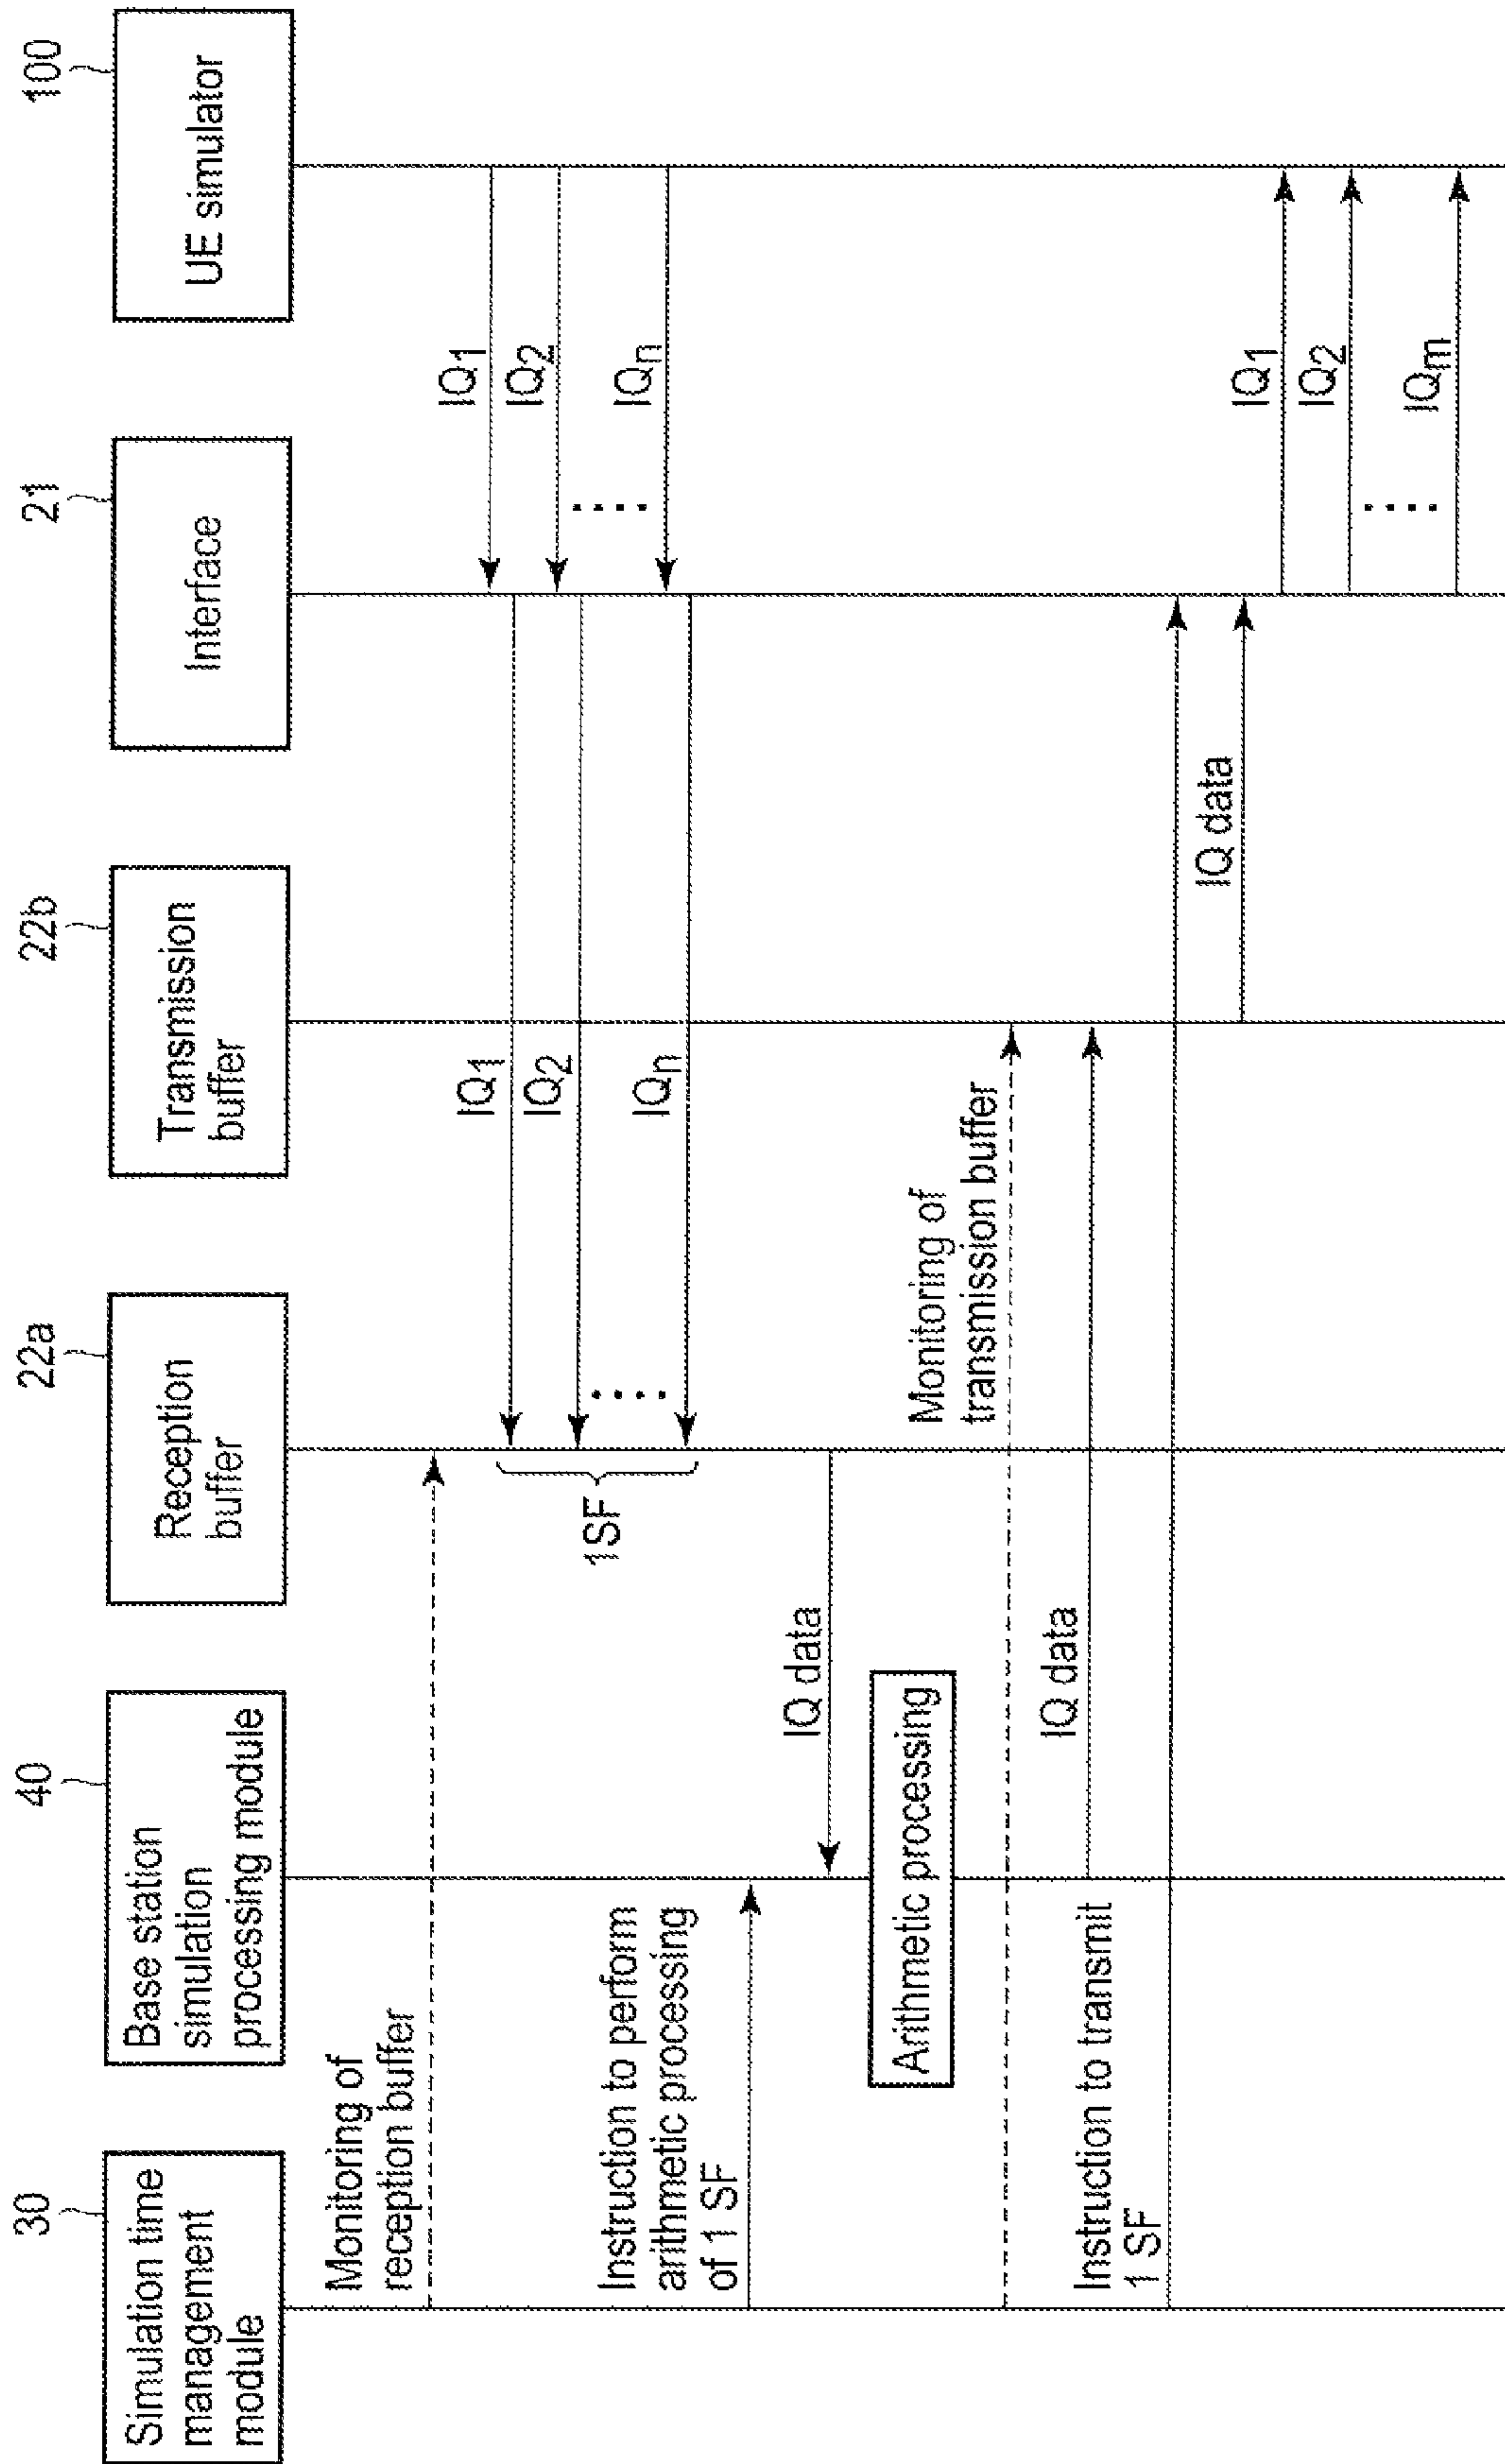 30
Simulation time
management
module
40
Base station
simulation
processing module
22a
Reception
buffer
22b
Transmission
buffer
21
Interface
100
UE simulator
Monitoring of
reception buffer
IQ1
IQ2
....
IQn
IQ1
IQ2
....
IQn
1SF
Instruction to perform
arithmetic processing
of 1 SF
IQ data
Arithmetic processing
Monitoring of
transmission buffer
IQ data
Instruction to transmit
1 SF
IQ data
IQ1
IQ2
....
IQm